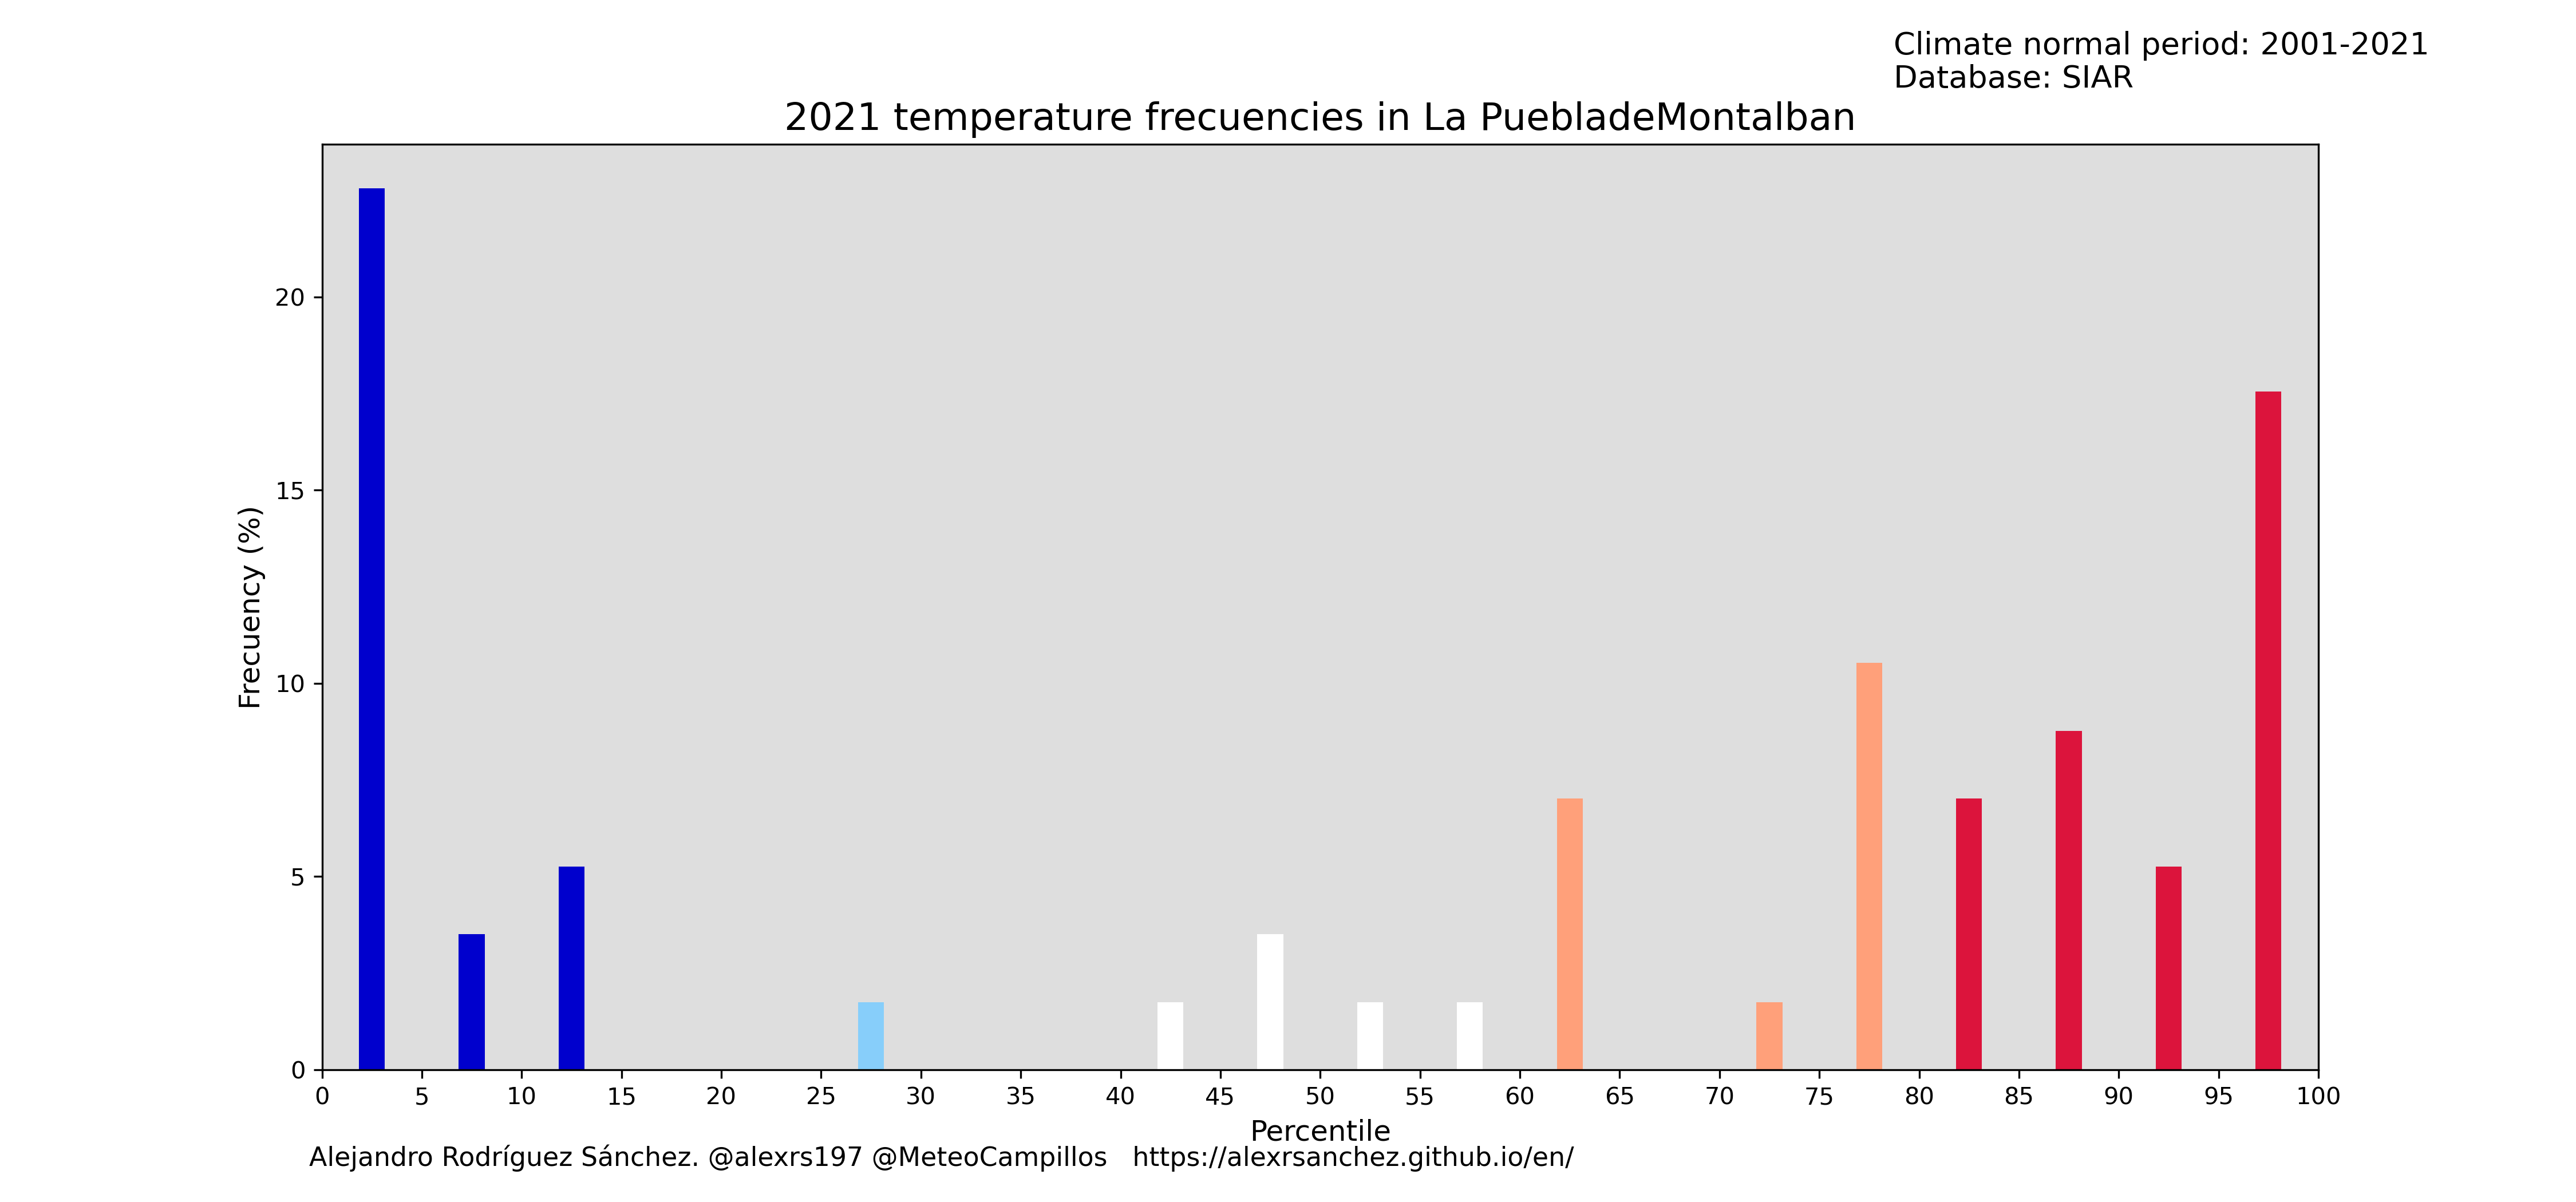 Climate normal period: 2001-2021
Database: SIAR
2021 temperature frecuencies in La PuebladeMontalban
Frecuency (%)
20
15
10
5
0
0 5 10 15 20 25 30 35 40 45 50 55 60 65 70 75 80 85 90 95 100
Percentile
Alejandro Rodríguez Sánchez. @alexrs197 @MeteoCampillos https://alexrsanchez.github.io/en/